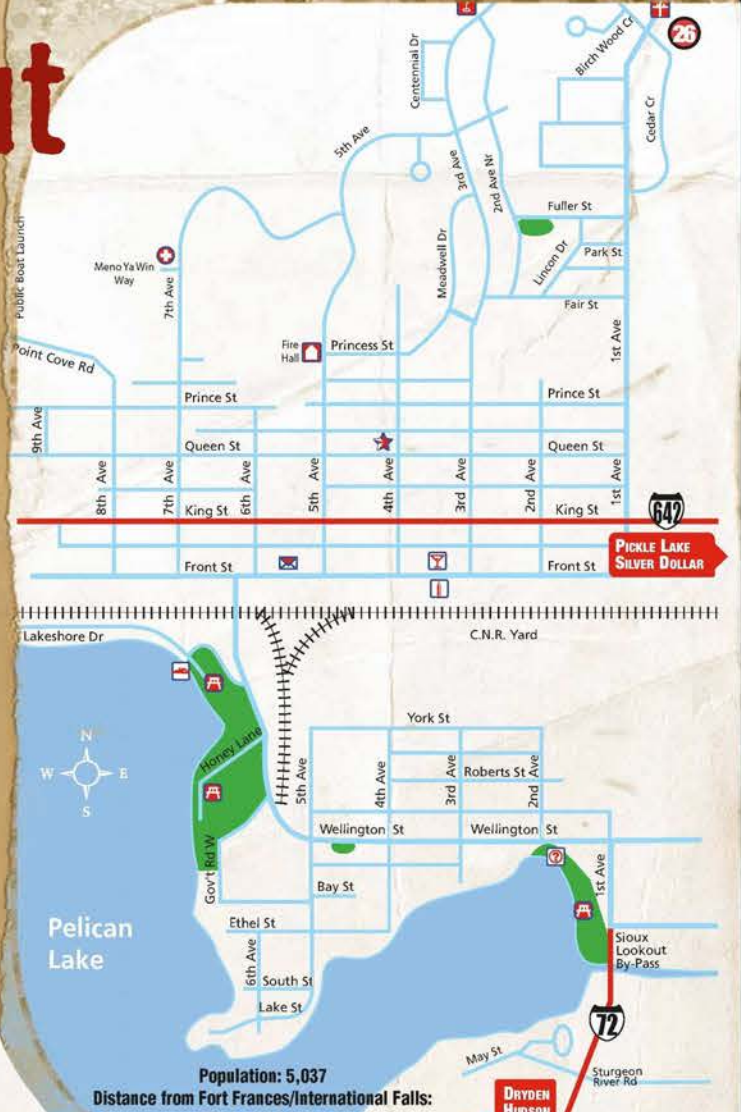 ut
26
Birch Wood Cr
Centennial Dr
Cedar Cr
5th Ave
3rd Ave
2nd Ave Nr
Fuller St
Public Boat Launch
Meno Ya Win
Way
7th Ave
Meadwell Dr
Lincon Dr
Park St
Fair St
1st Ave
Fire
Hall
Princess St
Point Cove Rd
Prince St
Prince St
9th Ave
Queen St
Queen St
8th Ave
7th Ave
6th Ave
5th Ave
4th Ave
3rd Ave
2nd Ave
1st Ave
King St
King St
642
Front St
Front St
PICKLE LAKE
SILVER DOLLAR
Lakeshore Dr
C.N.R. Yard
N
W
E
S
Honey Lane
York St
5th Ave
4th Ave
3rd Ave
2nd Ave
Roberts St
Wellington St
Wellington St
?
Gov't Rd W
1st Ave
Bay St
Pelican
Lake
Ethel St
6th Ave
Sioux
Lookout
By-Pass
South St
Lake St
72
May St
Sturgeon
River Rd
Population: 5,037
Distance from Fort Frances/International Falls:
DRYDEN
HUDSON